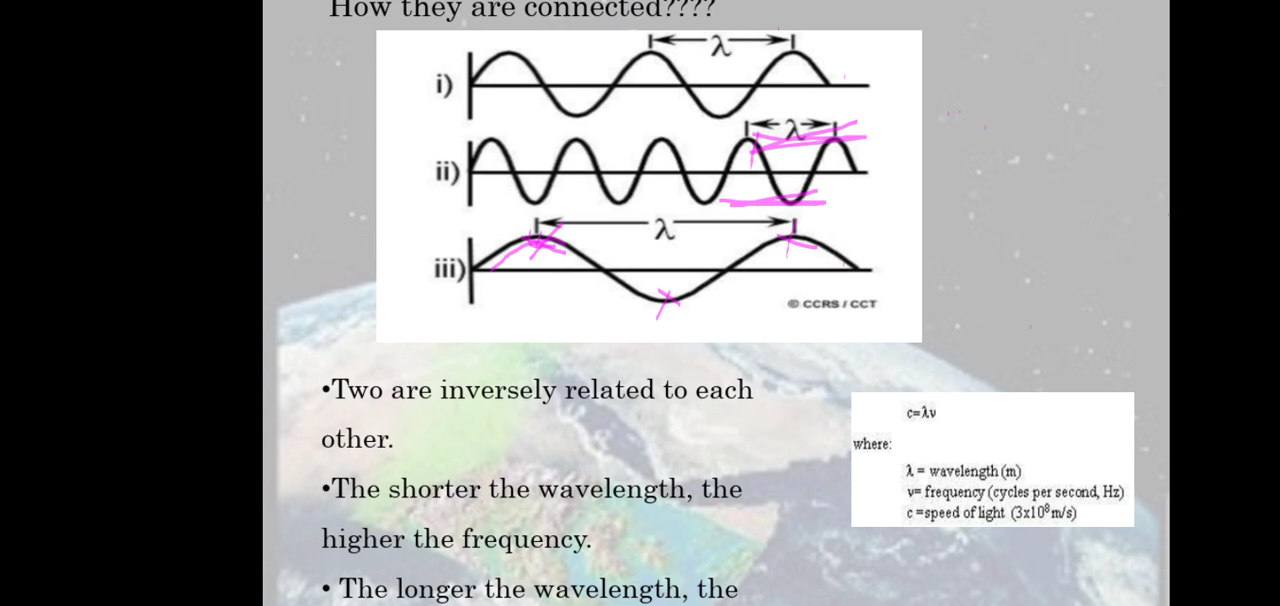 How they are connected????
λ
i)
λ
ii)
λ
iii)
© CCRS / CCT
•Two are inversely related to each
other.
•The shorter the wavelength, the
higher the frequency.
• The longer the wavelength, the
c=λν
where:
λ = wavelength (m)
ν= frequency (cycles per second, Hz)
c =speed of light (3x10⁸m/s)